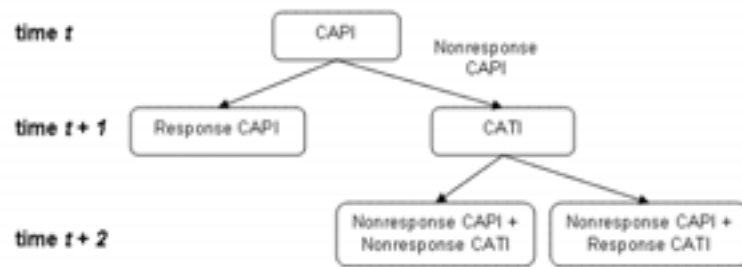 time t
CAPI
Nonresponse
CAPI
time t + 1
Response CAPI
CATI
time t + 2
Nonresponse CAPI +
Nonresponse CATI
Nonresponse CAPI +
Response CATI